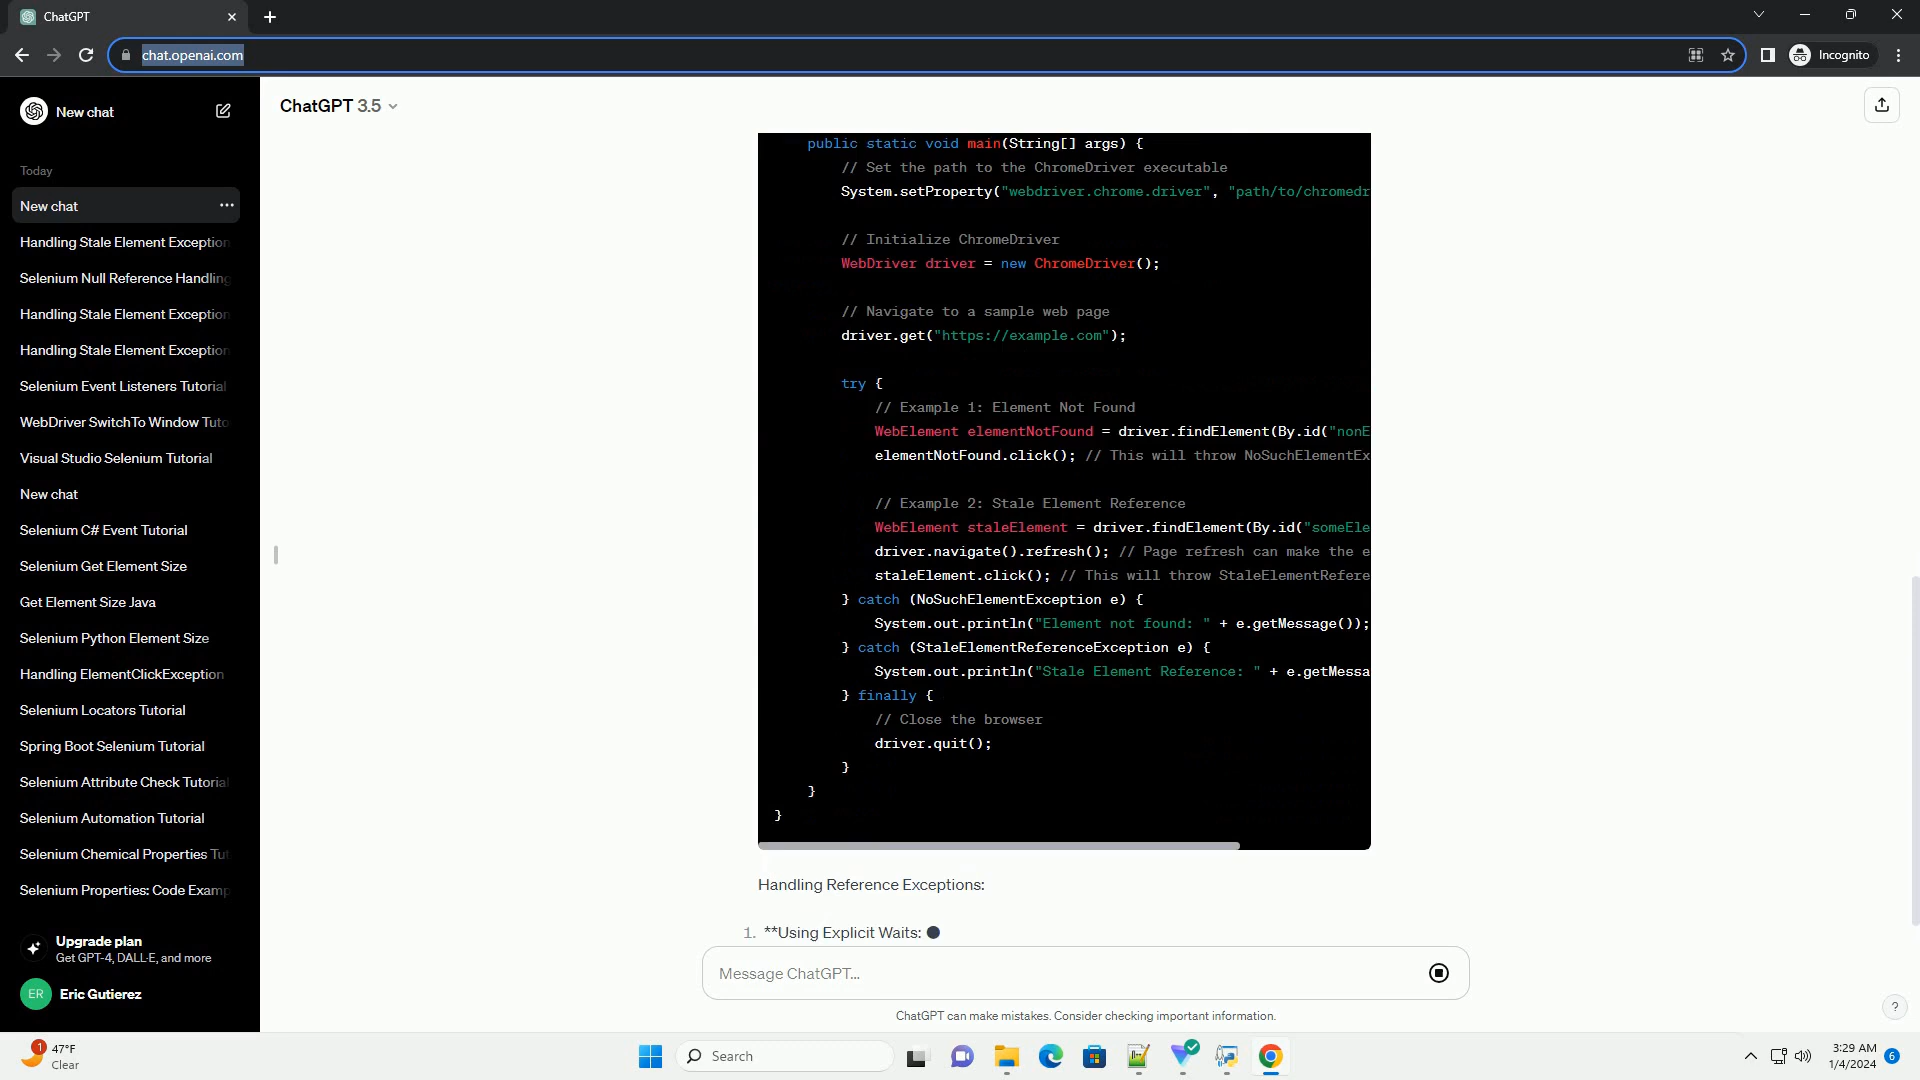 ChatGPT
chat.openai.com
Incognito
New chat
Today
New chat
Handling Stale Element Exception
Selenium Null Reference Handling
Handling Stale Element Exception
Handling Stale Element Exception
Selenium Event Listeners Tutorial
WebDriver SwitchTo Window Tuto
Visual Studio Selenium Tutorial
New chat
Selenium C# Event Tutorial
Selenium Get Element Size
Get Element Size Java
Selenium Python Element Size
Handling ElementClickException
Selenium Locators Tutorial
Spring Boot Selenium Tutorial
Selenium Attribute Check Tutorial
Selenium Automation Tutorial
Selenium Chemical Properties Tut
Selenium Properties: Code Examp
Upgrade plan
Get GPT-4, DALL·E, and more
ER
Eric Gutierez
ChatGPT 3.5
public static void main(String[] args) {
// Set the path to the ChromeDriver executable
System.setProperty("webdriver.chrome.driver", "path/to/chromedr
// Initialize ChromeDriver
WebDriver driver = new ChromeDriver();
// Navigate to a sample web page
driver.get("https://example.com");
try {
// Example 1: Element Not Found
WebElement elementNotFound = driver.findElement(By.id("nonE
elementNotFound.click(); // This will throw NoSuchElementEx
// Example 2: Stale Element Reference
WebElement staleElement = driver.findElement(By.id("someEle
driver.navigate().refresh(); // Page refresh can make the e
staleElement.click(); // This will throw StaleElementRefere
} catch (NoSuchElementException e) {
System.out.println("Element not found: " + e.getMessage());
} catch (StaleElementReferenceException e) {
System.out.println("Stale Element Reference: " + e.getMessa
} finally {
// Close the browser
driver.quit();
}
}
}
Handling Reference Exceptions:
1. **Using Explicit Waits:
Message ChatGPT...
ChatGPT can make mistakes. Consider checking important information.
?
1
47°F
Clear
Search
3:29 AM
1/4/2024
6